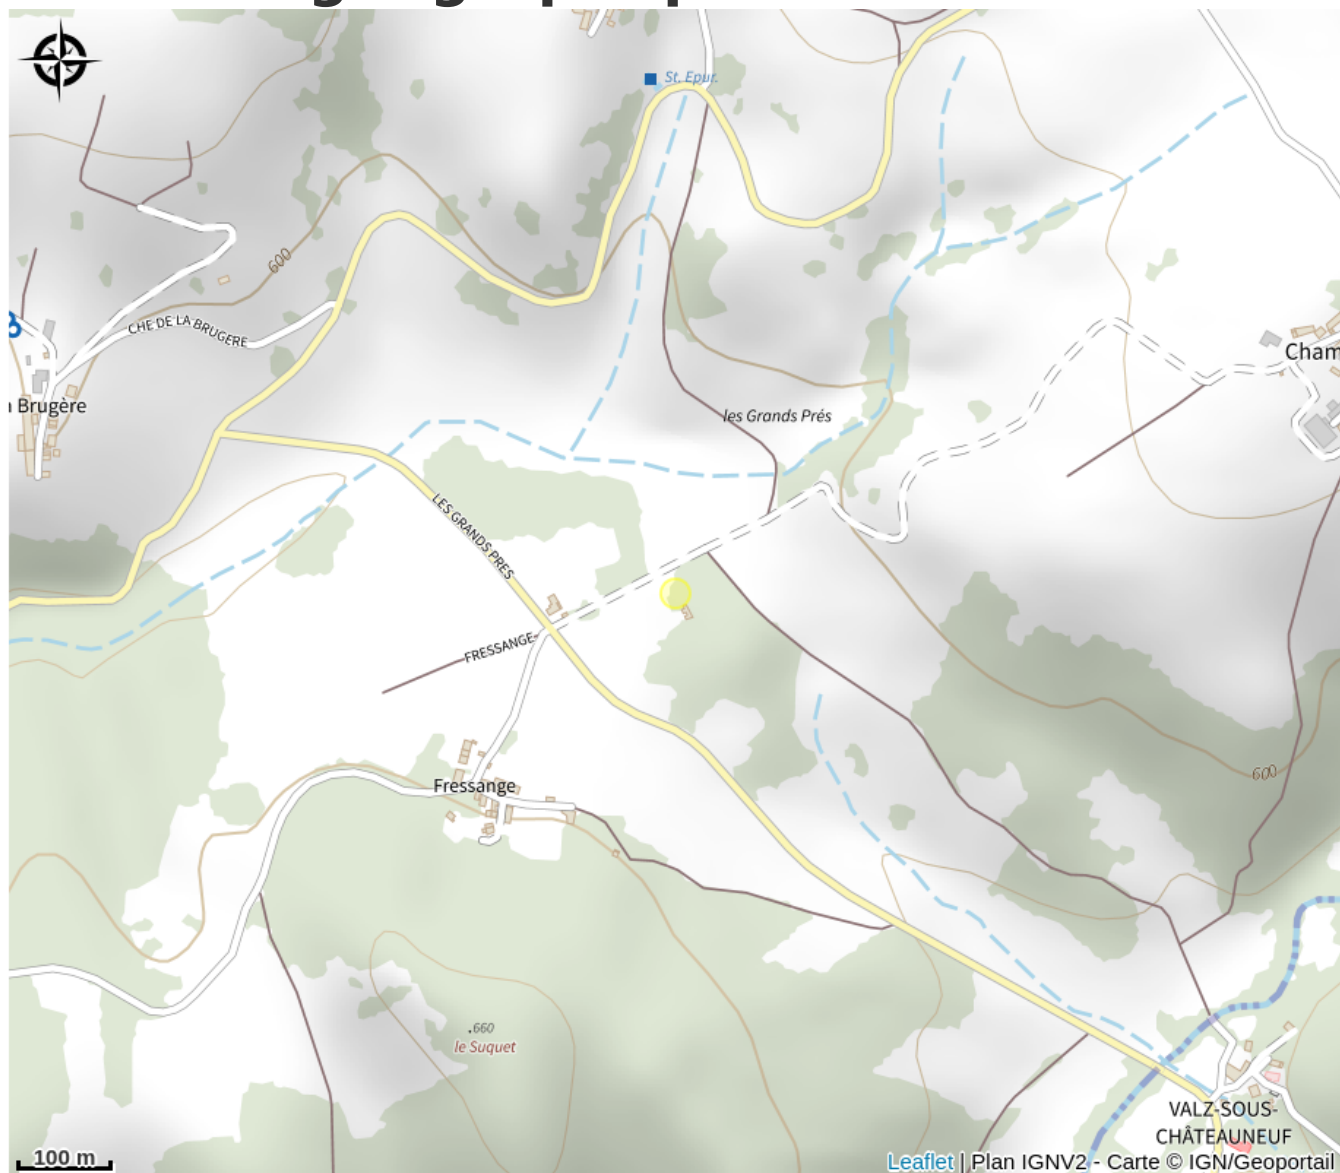 St. Epur.
600
CHE DE LA BRUGERE
Cham
Brugère
les Grands Prés
LES GRANDS PRES
FRESSANGE
Fressange
600
.660
le Suquet
VALZ-SOUS-
CHÂTEAUNEUF
100 m
Leaflet | Plan IGNV2 - Carte © IGN/Geoportail